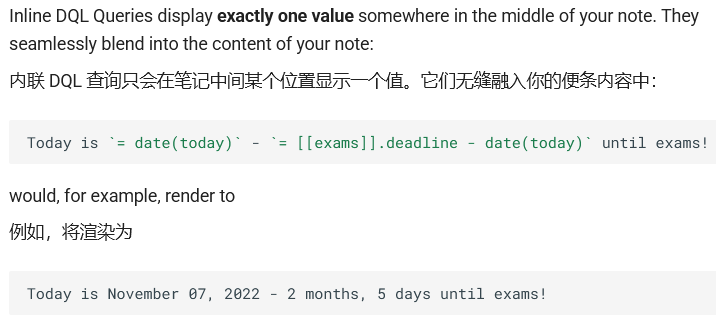 Inline DQL Queries display exactly one value somewhere in the middle of your note. They
seamlessly blend into the content of your note:
内联 DQL 查询只会在笔记中间某个位置显示一个值。它们无缝融入你的便条内容中：
Today is `= date(today)` - `= [[exams]].deadline - date(today)` until exams!
would, for example, render to
例如，将渲染为
Today is November 07, 2022 - 2 months, 5 days until exams!